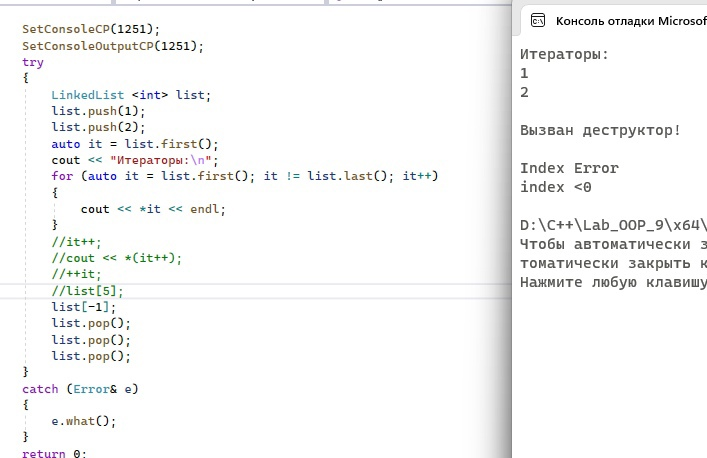 SetConsoleCP(1251);
SetConsoleOutputCP(1251);
try
{
LinkedList <int> list;
list.push(1);
list.push(2);
auto it = list.first();
cout << "Итераторы:\n";
for (auto it = list.first(); it != list.last(); it++)
{
cout << *it << endl;
}
//it++;
//cout << *(it++);
//++it;
//list[5];
list[-1];
list.pop();
list.pop();
list.pop();
}
catch (Error& e)
{
e.what();
}
return 0;
Консоль отладки Microsof
Итераторы:
1
2
Вызван деструктор!
Index Error
index <0
D:\C++\Lab_OOP_9\x64\
Чтобы автоматически з
томатически закрыть к
Нажмите любую клавишу